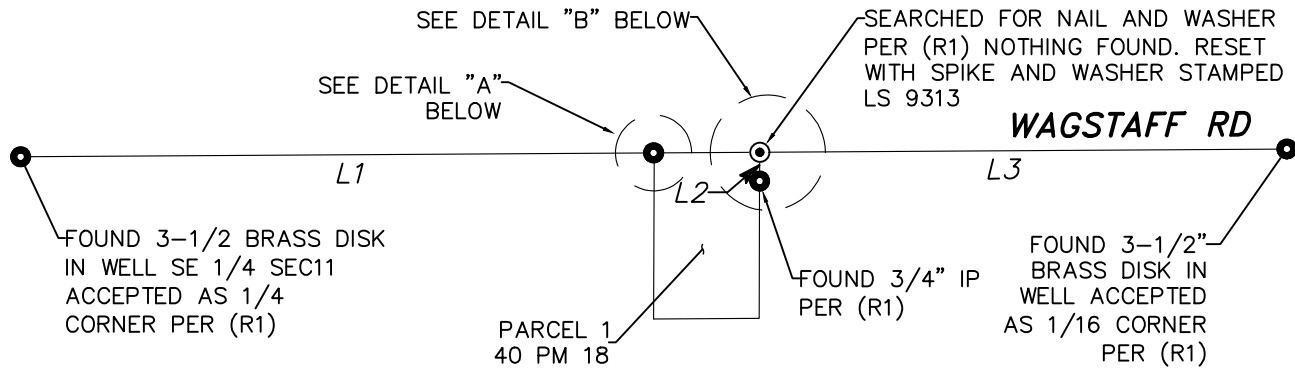 SEE DETAIL "B" BELOW
SEARCHED FOR NAIL AND WASHER
PER (R1) NOTHING FOUND. RESET
WITH SPIKE AND WASHER STAMPED
LS 9313
SEE DETAIL "A"
BELOW
WAGSTAFF RD
L1
L2
L3
FOUND 3-1/2 BRASS DISK
IN WELL SE 1/4 SEC11
ACCEPTED AS 1/4
CORNER PER (R1)
PARCEL 1
40 PM 18
FOUND 3/4" IP
PER (R1)
FOUND 3-1/2"
BRASS DISK IN
WELL ACCEPTED
AS 1/16 CORNER
PER (R1)